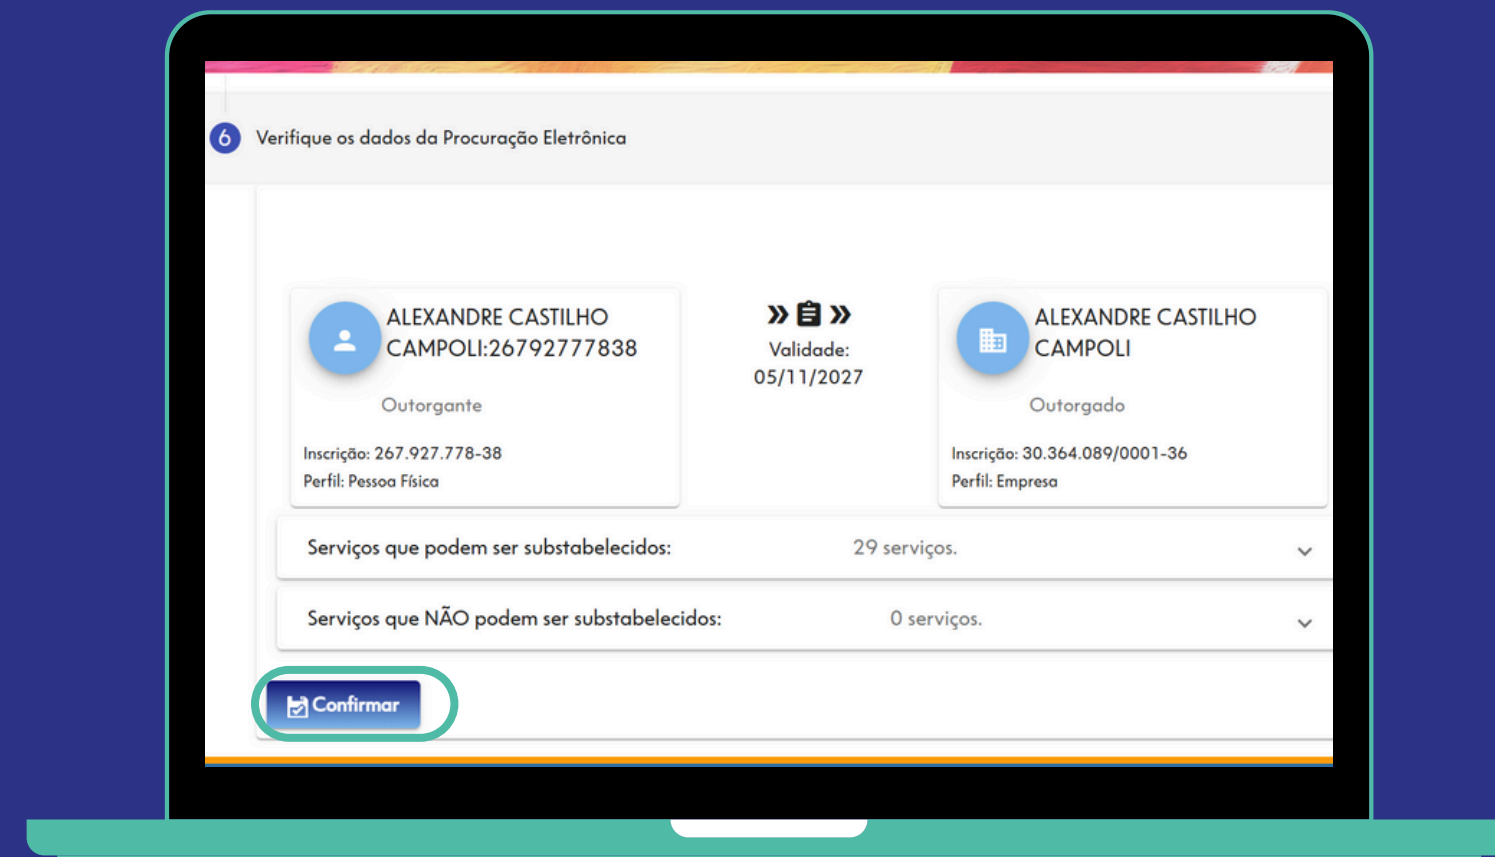 6 Verifique os dados da Procuração Eletrônica
ALEXANDRE CASTILHO
CAMPOLI:26792777838
Outorgante
Inscrição: 267.927.778-38
Perfil: Pessoa Física
Validade:
05/11/2027
ALEXANDRE CASTILHO
CAMPOLI
Outorgado
Inscrição: 30.364.089/0001-36
Perfil: Empresa
Serviços que podem ser substabelecidos: 29 serviços.
Serviços que NÃO podem ser substabelecidos: 0 serviços.
Confirmar